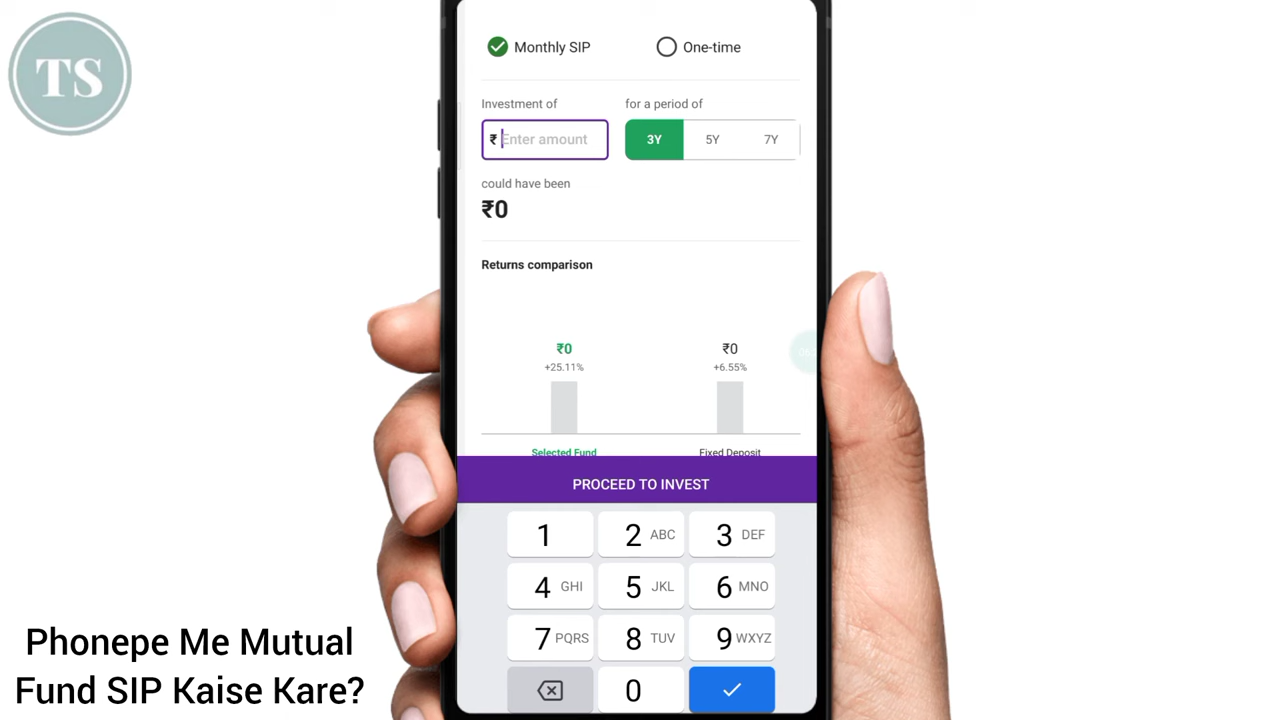 TS
Monthly SIP One-time
Investment of for a period of
₹ Enter amount 3Y 5Y 7Y
could have been
₹0
Returns comparison
₹0 ₹0
+25.11% +6.55%
Selected Fund Fixed Deposit
PROCEED TO INVEST
1 2 ABC 3 DEF
4 GHI 5 JKL 6 MNO
7 PQRS 8 TUV 9 WXYZ
0
Phonepe Me Mutual
Fund SIP Kaise Kare?